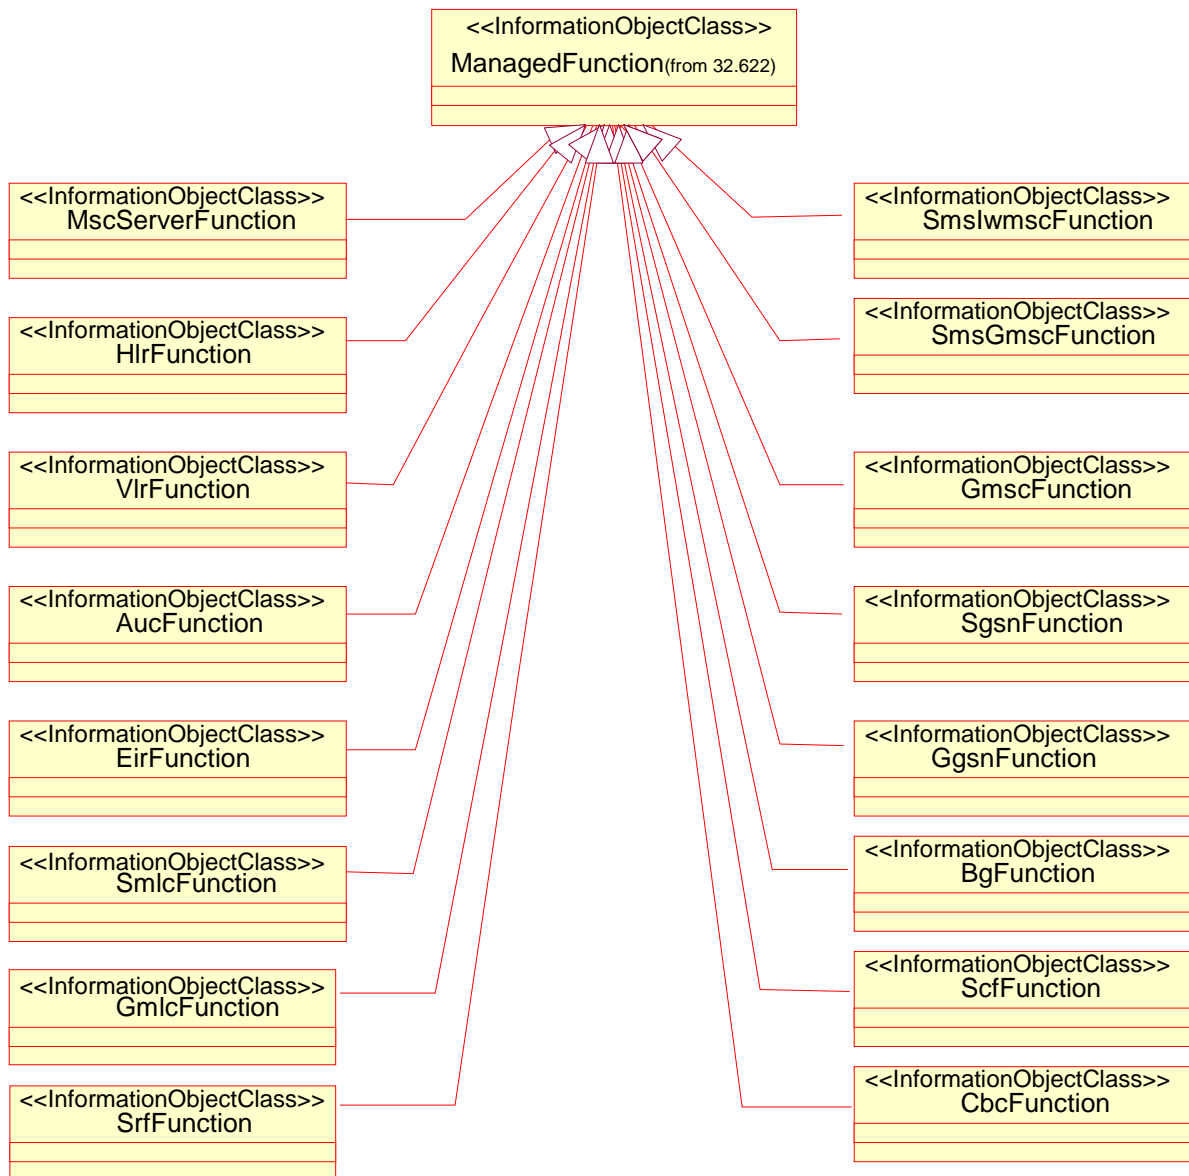 <<InformationObjectClass>>
ManagedFunction(from 32.622)
<<InformationObjectClass>>
MscServerFunction
<<InformationObjectClass>>
HlrFunction
<<InformationObjectClass>>
VlrFunction
<<InformationObjectClass>>
AucFunction
<<InformationObjectClass>>
EirFunction
<<InformationObjectClass>>
SmlcFunction
<<InformationObjectClass>>
GmlcFunction
<<InformationObjectClass>>
SrfFunction
<<InformationObjectClass>>
SmsIwmscFunction
<<InformationObjectClass>>
SmsGmscFunction
<<InformationObjectClass>>
GmscFunction
<<InformationObjectClass>>
SgsnFunction
<<InformationObjectClass>>
GgsnFunction
<<InformationObjectClass>>
BgFunction
<<InformationObjectClass>>
ScfFunction
<<InformationObjectClass>>
CbcFunction